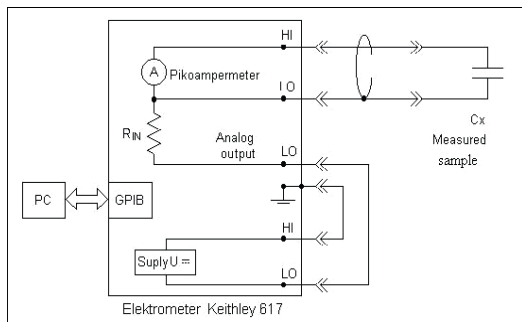 HI
A
Pikoampermeter
I O
RIN
Analog
output
LO
Cx
Measured
sample
PC
GPIB
HI
Suply U =
LO
Elektrometer Keithley 617